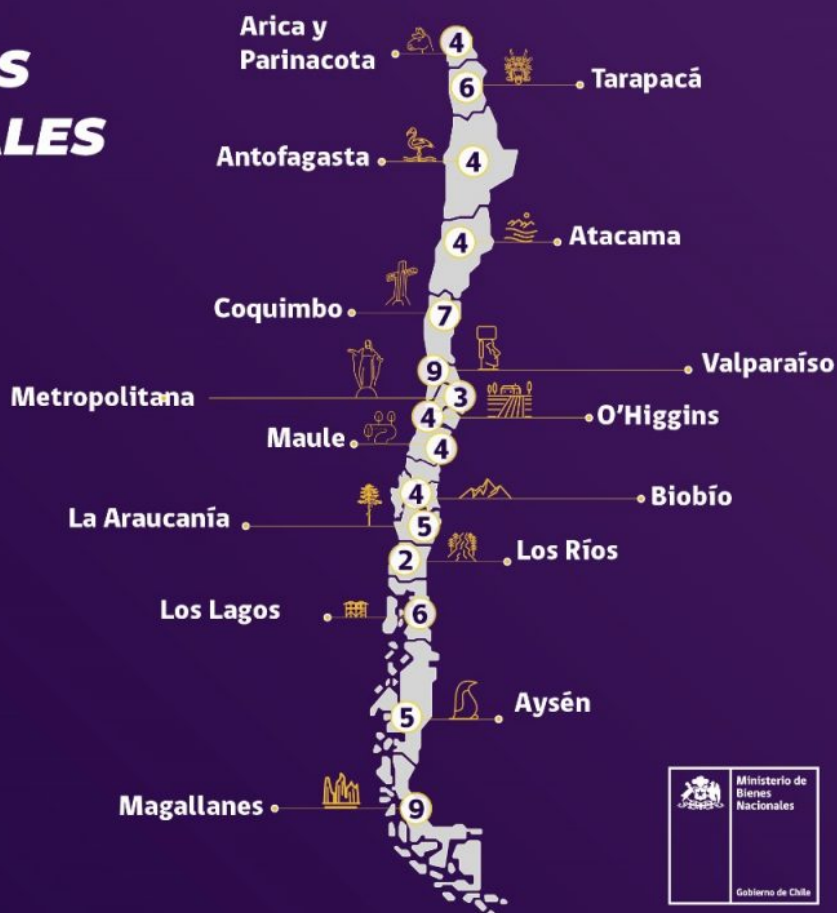 S
ALES
Arica y
Parinacota
4
6
Tarapacá
Antofagasta
4
4
Atacama
Coquimbo
7
9
Valparaíso
Metropolitana
3
4
O'Higgins
Maule
4
4
Biobío
La Araucanía
5
2
Los Ríos
Los Lagos
6
5
Aysén
Magallanes
9
Ministerio de
Bienes
Nacionales
Gobierno de Chile